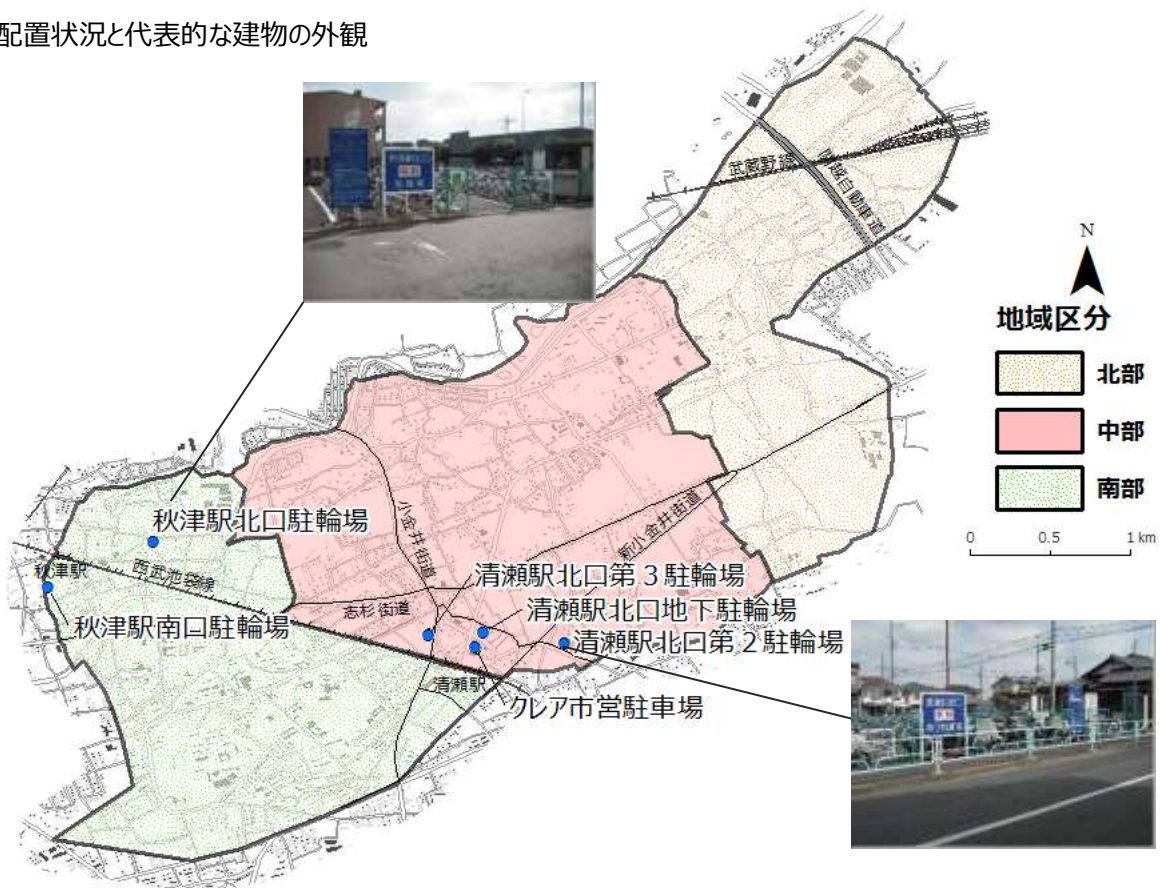 配置状況と代表的な建物の外観
武蔵野線
関越自動車道
N
地域区分
北部
中部
南部
0 0.5 1 km
秋津駅北口駐輪場
小金井街道
新小金井街道
秋津駅
西武池袋線
清瀬駅北口第3駐輪場
志杉街道
清瀬駅北口地下駐輪場
秋津駅南口駐輪場
清瀬駅北口第2駐輪場
清瀬駅
クレア市営駐車場